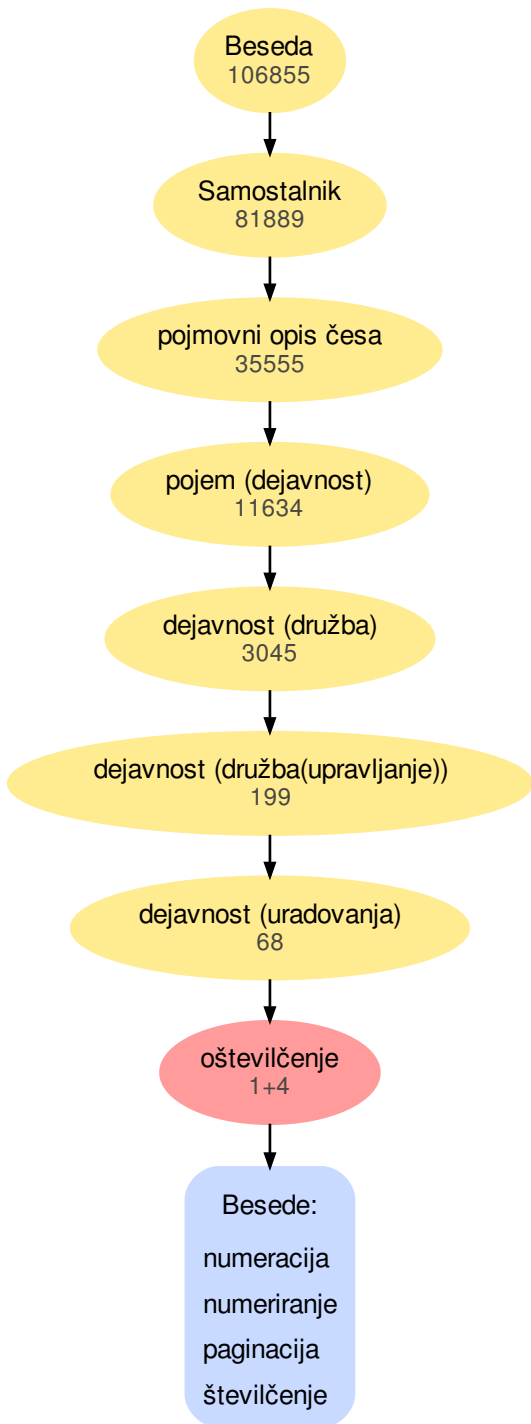 Beseda
106855
Samostalnik
81889
pojmovni opis česa
35555
pojem (dejavnost)
11634
dejavnost (družba)
3045
dejavnost (družba(upravljanje))
199
dejavnost (uradovanja)
68
oštevilčenje
1+4
Besede:
numeracija
numeriranje
paginacija
številčenje